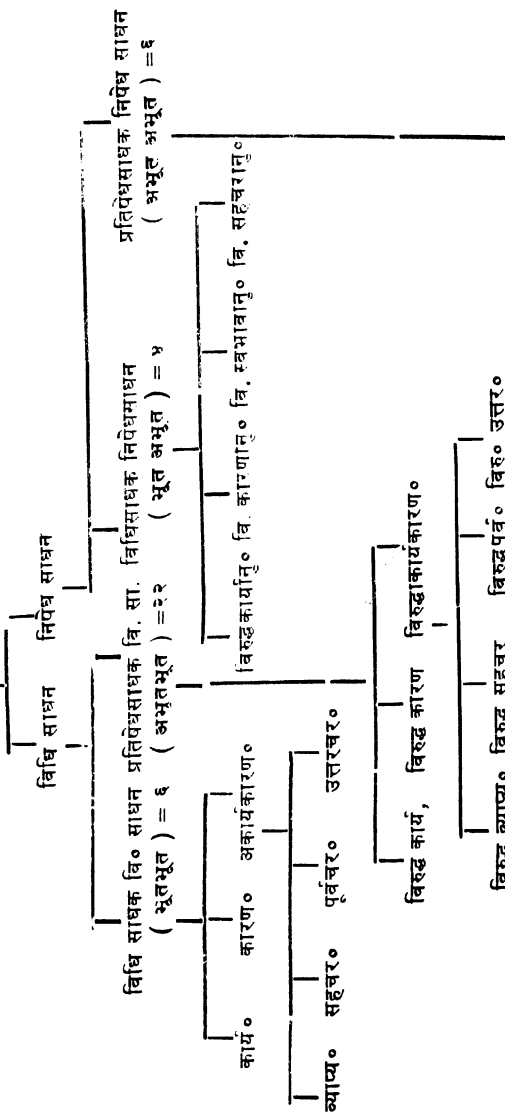 विधि साधन निषेध साधन
विधि साधक वि० साधन प्रतिषेधसाधक वि. सा. विधिसाधक निषेधसाधन प्रतिषेधसाधक निषेध साधन
( भूतभूत ) = ६ ( अभूतभूत ) =२२ ( भूत अभूत ) = ४ ( अभूत अभूत ) =६
कार्य० कारण० अकार्यकारण० विरुद्धकार्यानु० वि. कारणानु० वि. स्वभावानु० वि. सहचरानु०
व्याप्य० सहचर० पूर्वचर० उत्तरचर०
विरुद्ध कार्य, विरुद्ध कारण विरुद्धाकार्यकारण०
विरुद्ध व्याप्य० विरुद्ध सहचर विरुद्धपर्व० विरु० उत्तर०